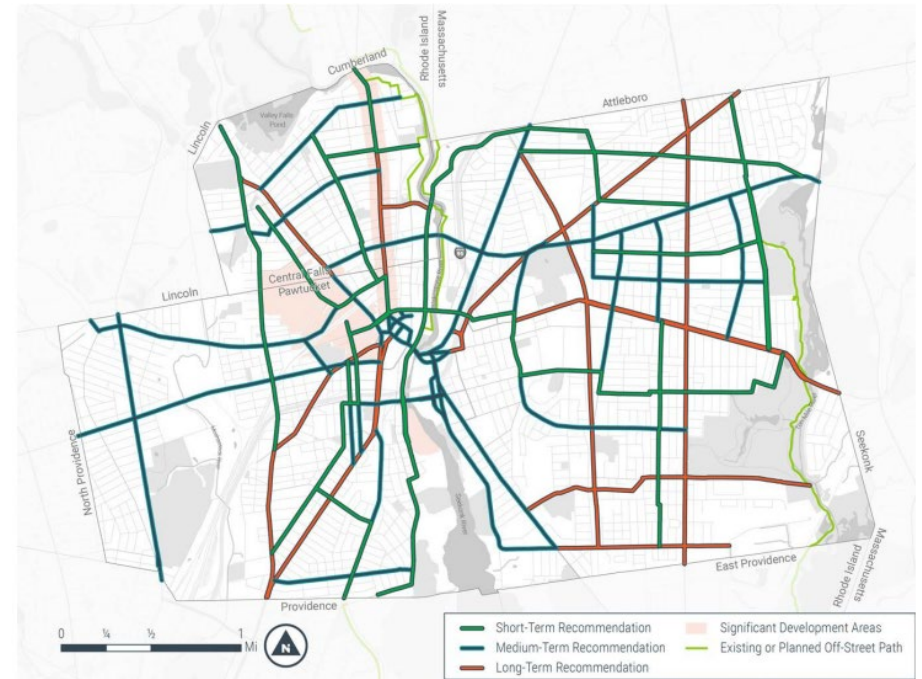 Cumberland
Rhode Island
Massachusetts
Attleboro
Valley Falls
Pond
Lincoln
Central Falls
Pawtucket
Lincoln
North Providence
Seekonk
Massachusetts
Rhode Island
East Providence
Providence
0
¼
½
1
Mi
N
Short-Term Recommendation
Medium-Term Recommendation
Long-Term Recommendation
Significant Development Areas
Existing or Planned Off-Street Path